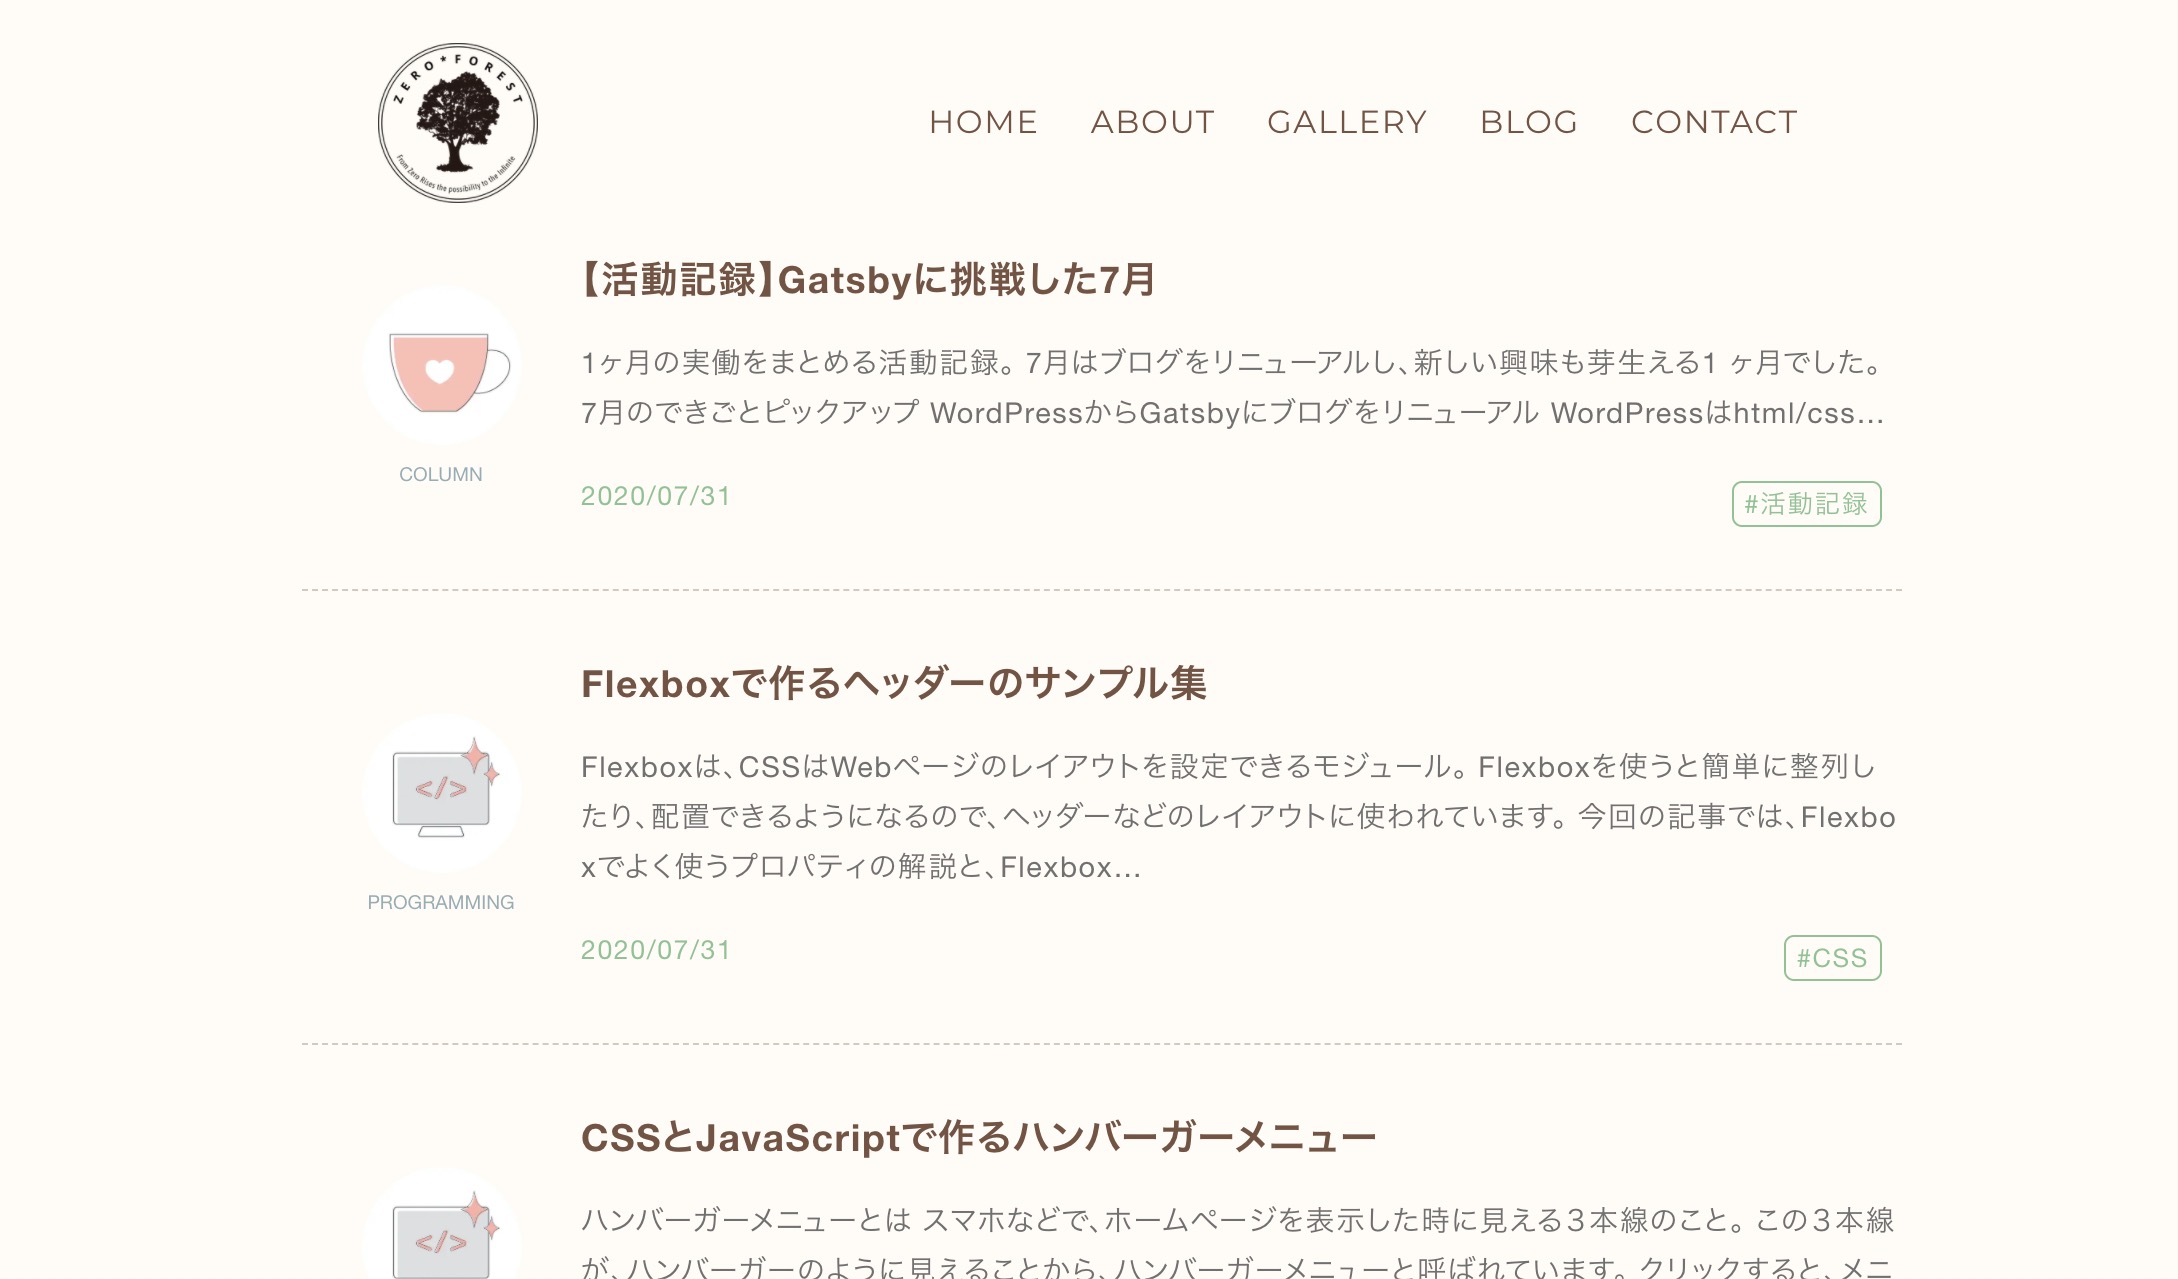 ZERO*FOREST
From Zero Rises the possibility to the Infinite
HOME ABOUT GALLERY BLOG CONTACT
【活動記録】Gatsbyに挑戦した7月
1ヶ月の実働をまとめる活動記録。 7月はブログをリニューアルし、新しい興味も芽生える1 ヶ月でした。
7月のできごとピックアップ WordPressからGatsbyにブログをリニューアル WordPressはhtml/css...
COLUMN
2020/07/31
#活動記録
Flexboxで作るヘッダーのサンプル集
Flexboxは、CSSはWebページのレイアウトを設定できるモジュール。 Flexboxを使うと簡単に整列し
たり、配置できるようになるので、ヘッダーなどのレイアウトに使われています。 今回の記事では、Flexbo
xでよく使うプロパティの解説と、Flexbox...
</>
PROGRAMMING
2020/07/31
#CSS
CSSとJavaScriptで作るハンバーガーメニュー
ハンバーガーメニューとは スマホなどで、ホームページを表示した時に見える３本線のこと。 この３本線
が、ハンバーガーのように見えることから、ハンバーガーメニューと呼ばれています。 クリックすると、メニ
</>